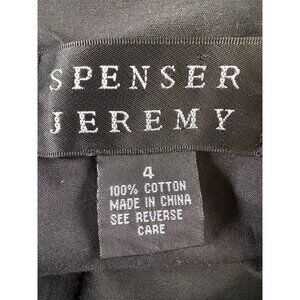 SPENSER
JEREMY
4
100% COTTON
MADE IN CHINA
SEE REVERSE
CARE